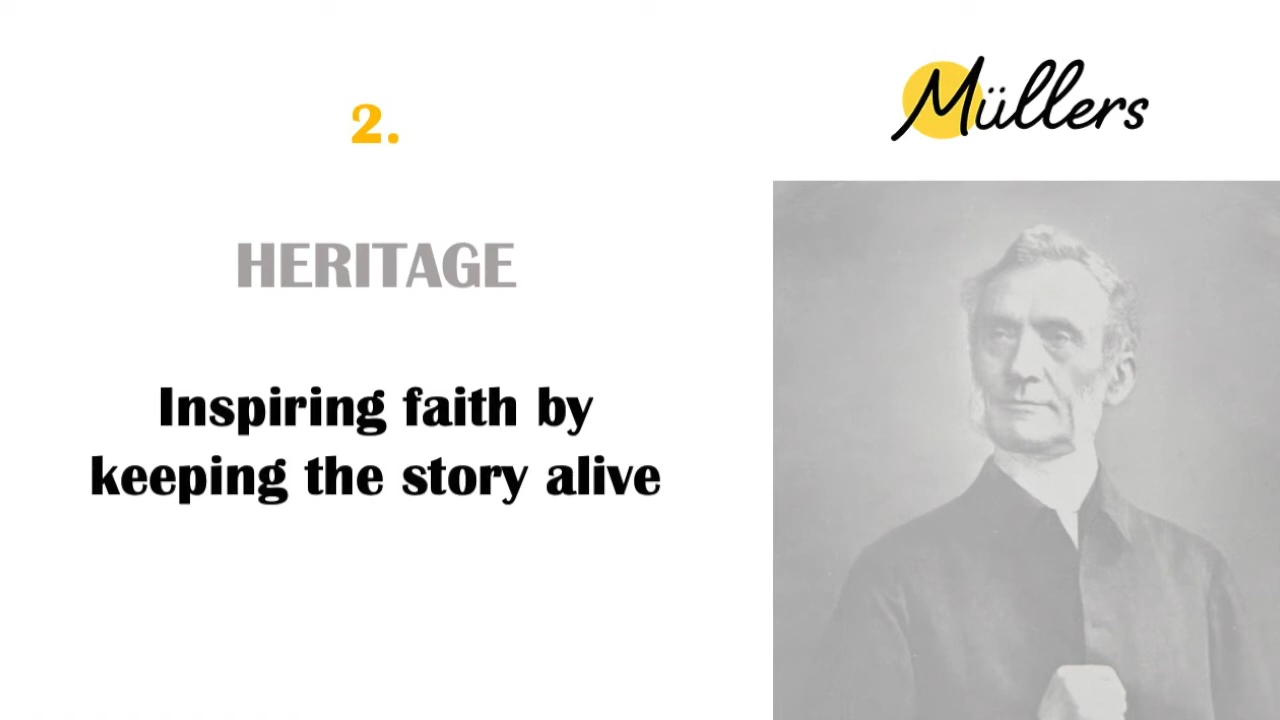 2.
Müllers
HERITAGE
Inspiring faith by
keeping the story alive